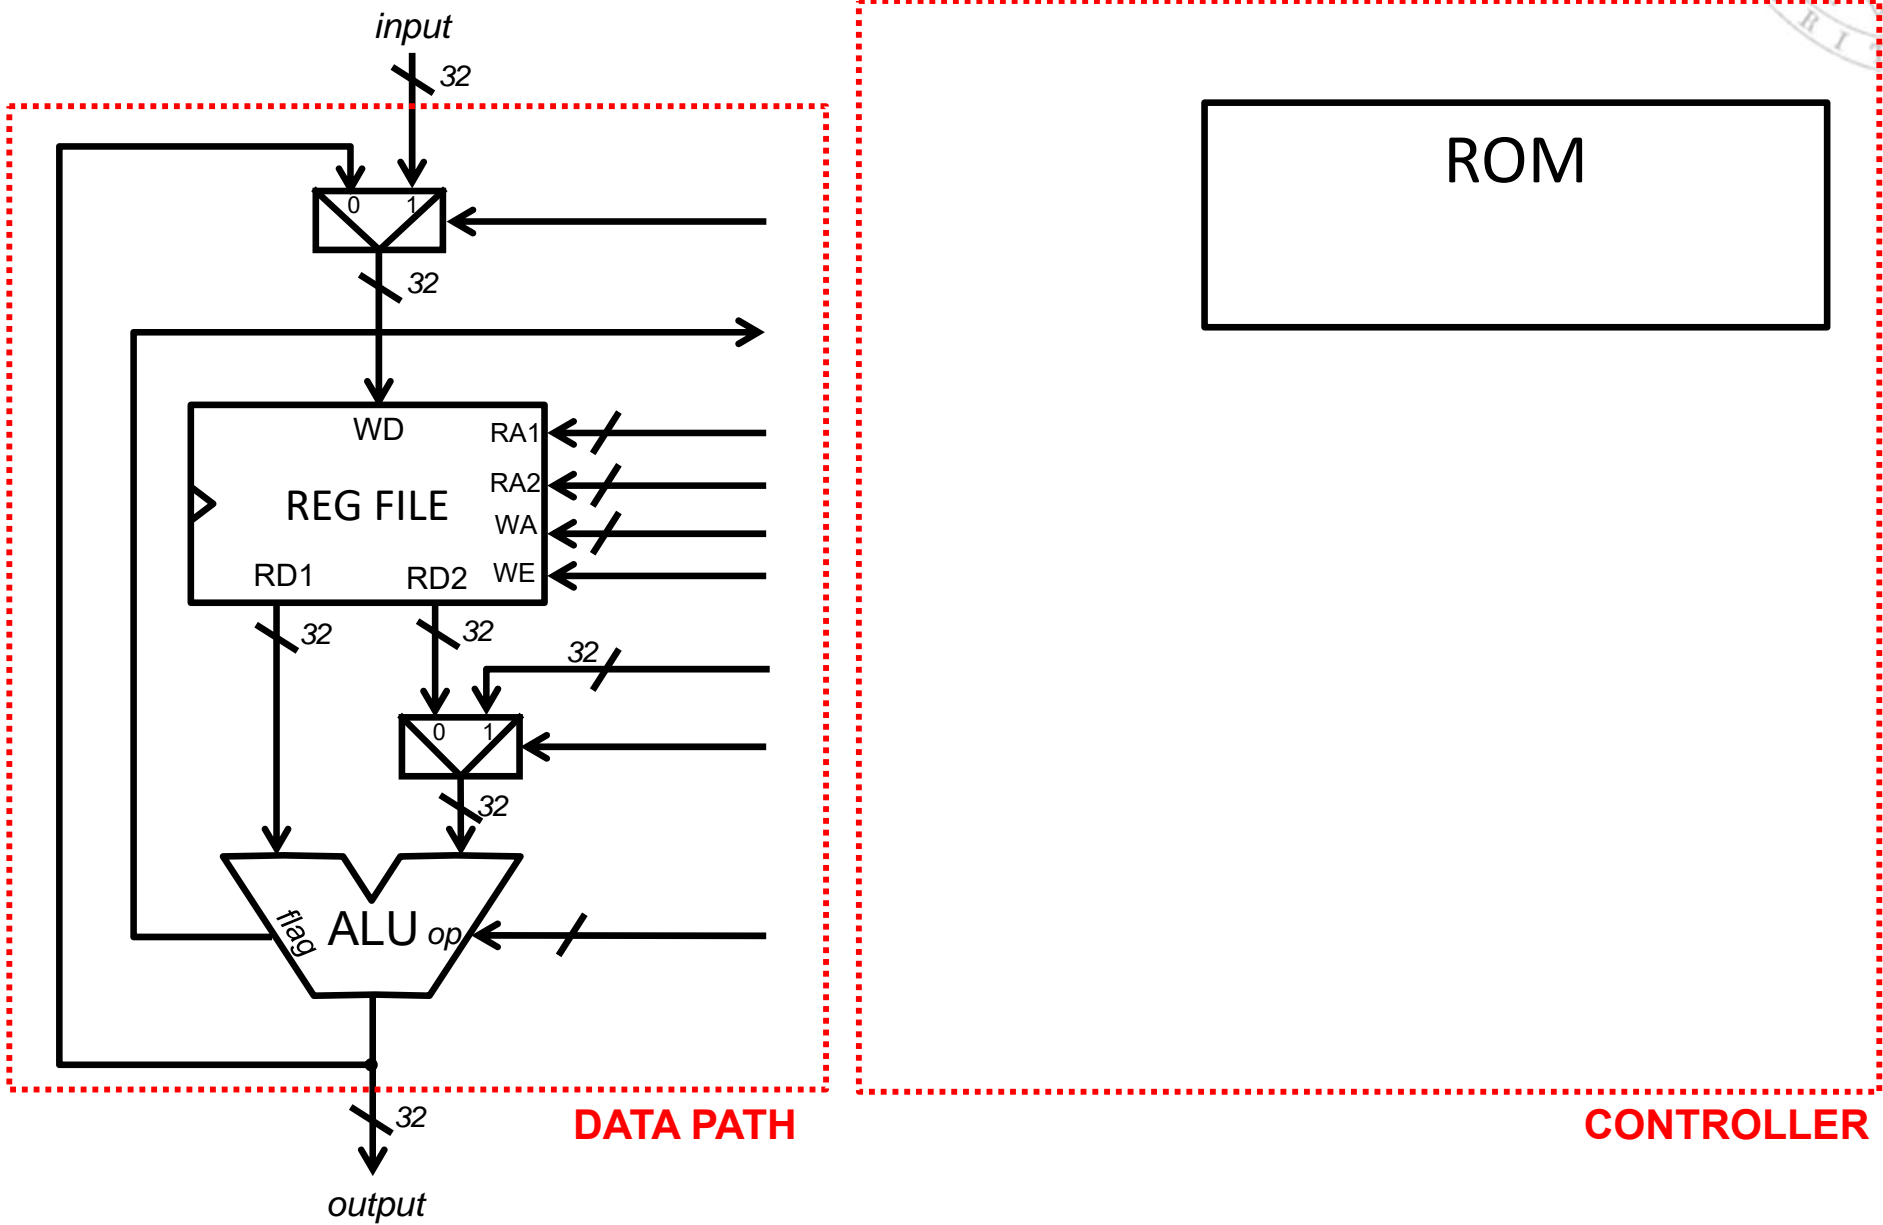 input
32
0 1
32
WD
RA1
RA2
REG FILE
WA
WE
RD1
RD2
32
32
32
0 1
32
flag
ALU
op
32
output
DATA PATH
R I T
ROM
CONTROLLER